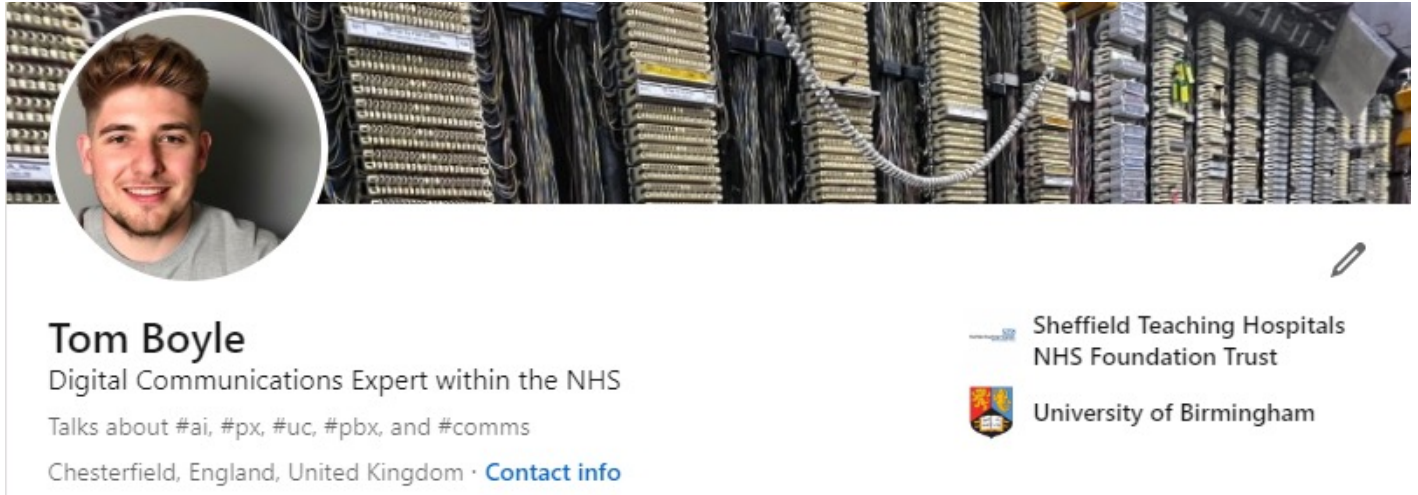 Tom Boyle
Digital Communications Expert within the NHS
Talks about #ai, #px, #uc, #pbx, and #comms
Chesterfield, England, United Kingdom · Contact info
Sheffield Teaching Hospitals
NHS Foundation Trust
University of Birmingham